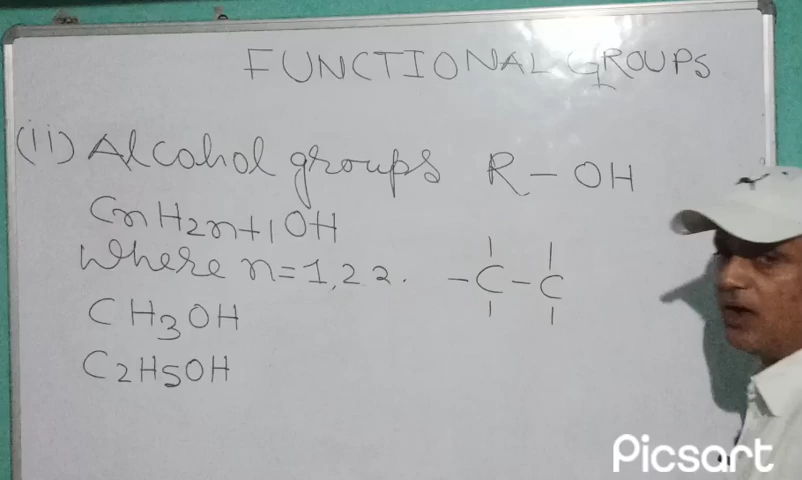 FUNCTIONAL GROUPS
(ii) Alcohol groups R - OH
CnH2n+1OH
Where n=1,2 2.
-C-C
CH3OH
C2H5OH
Picsart